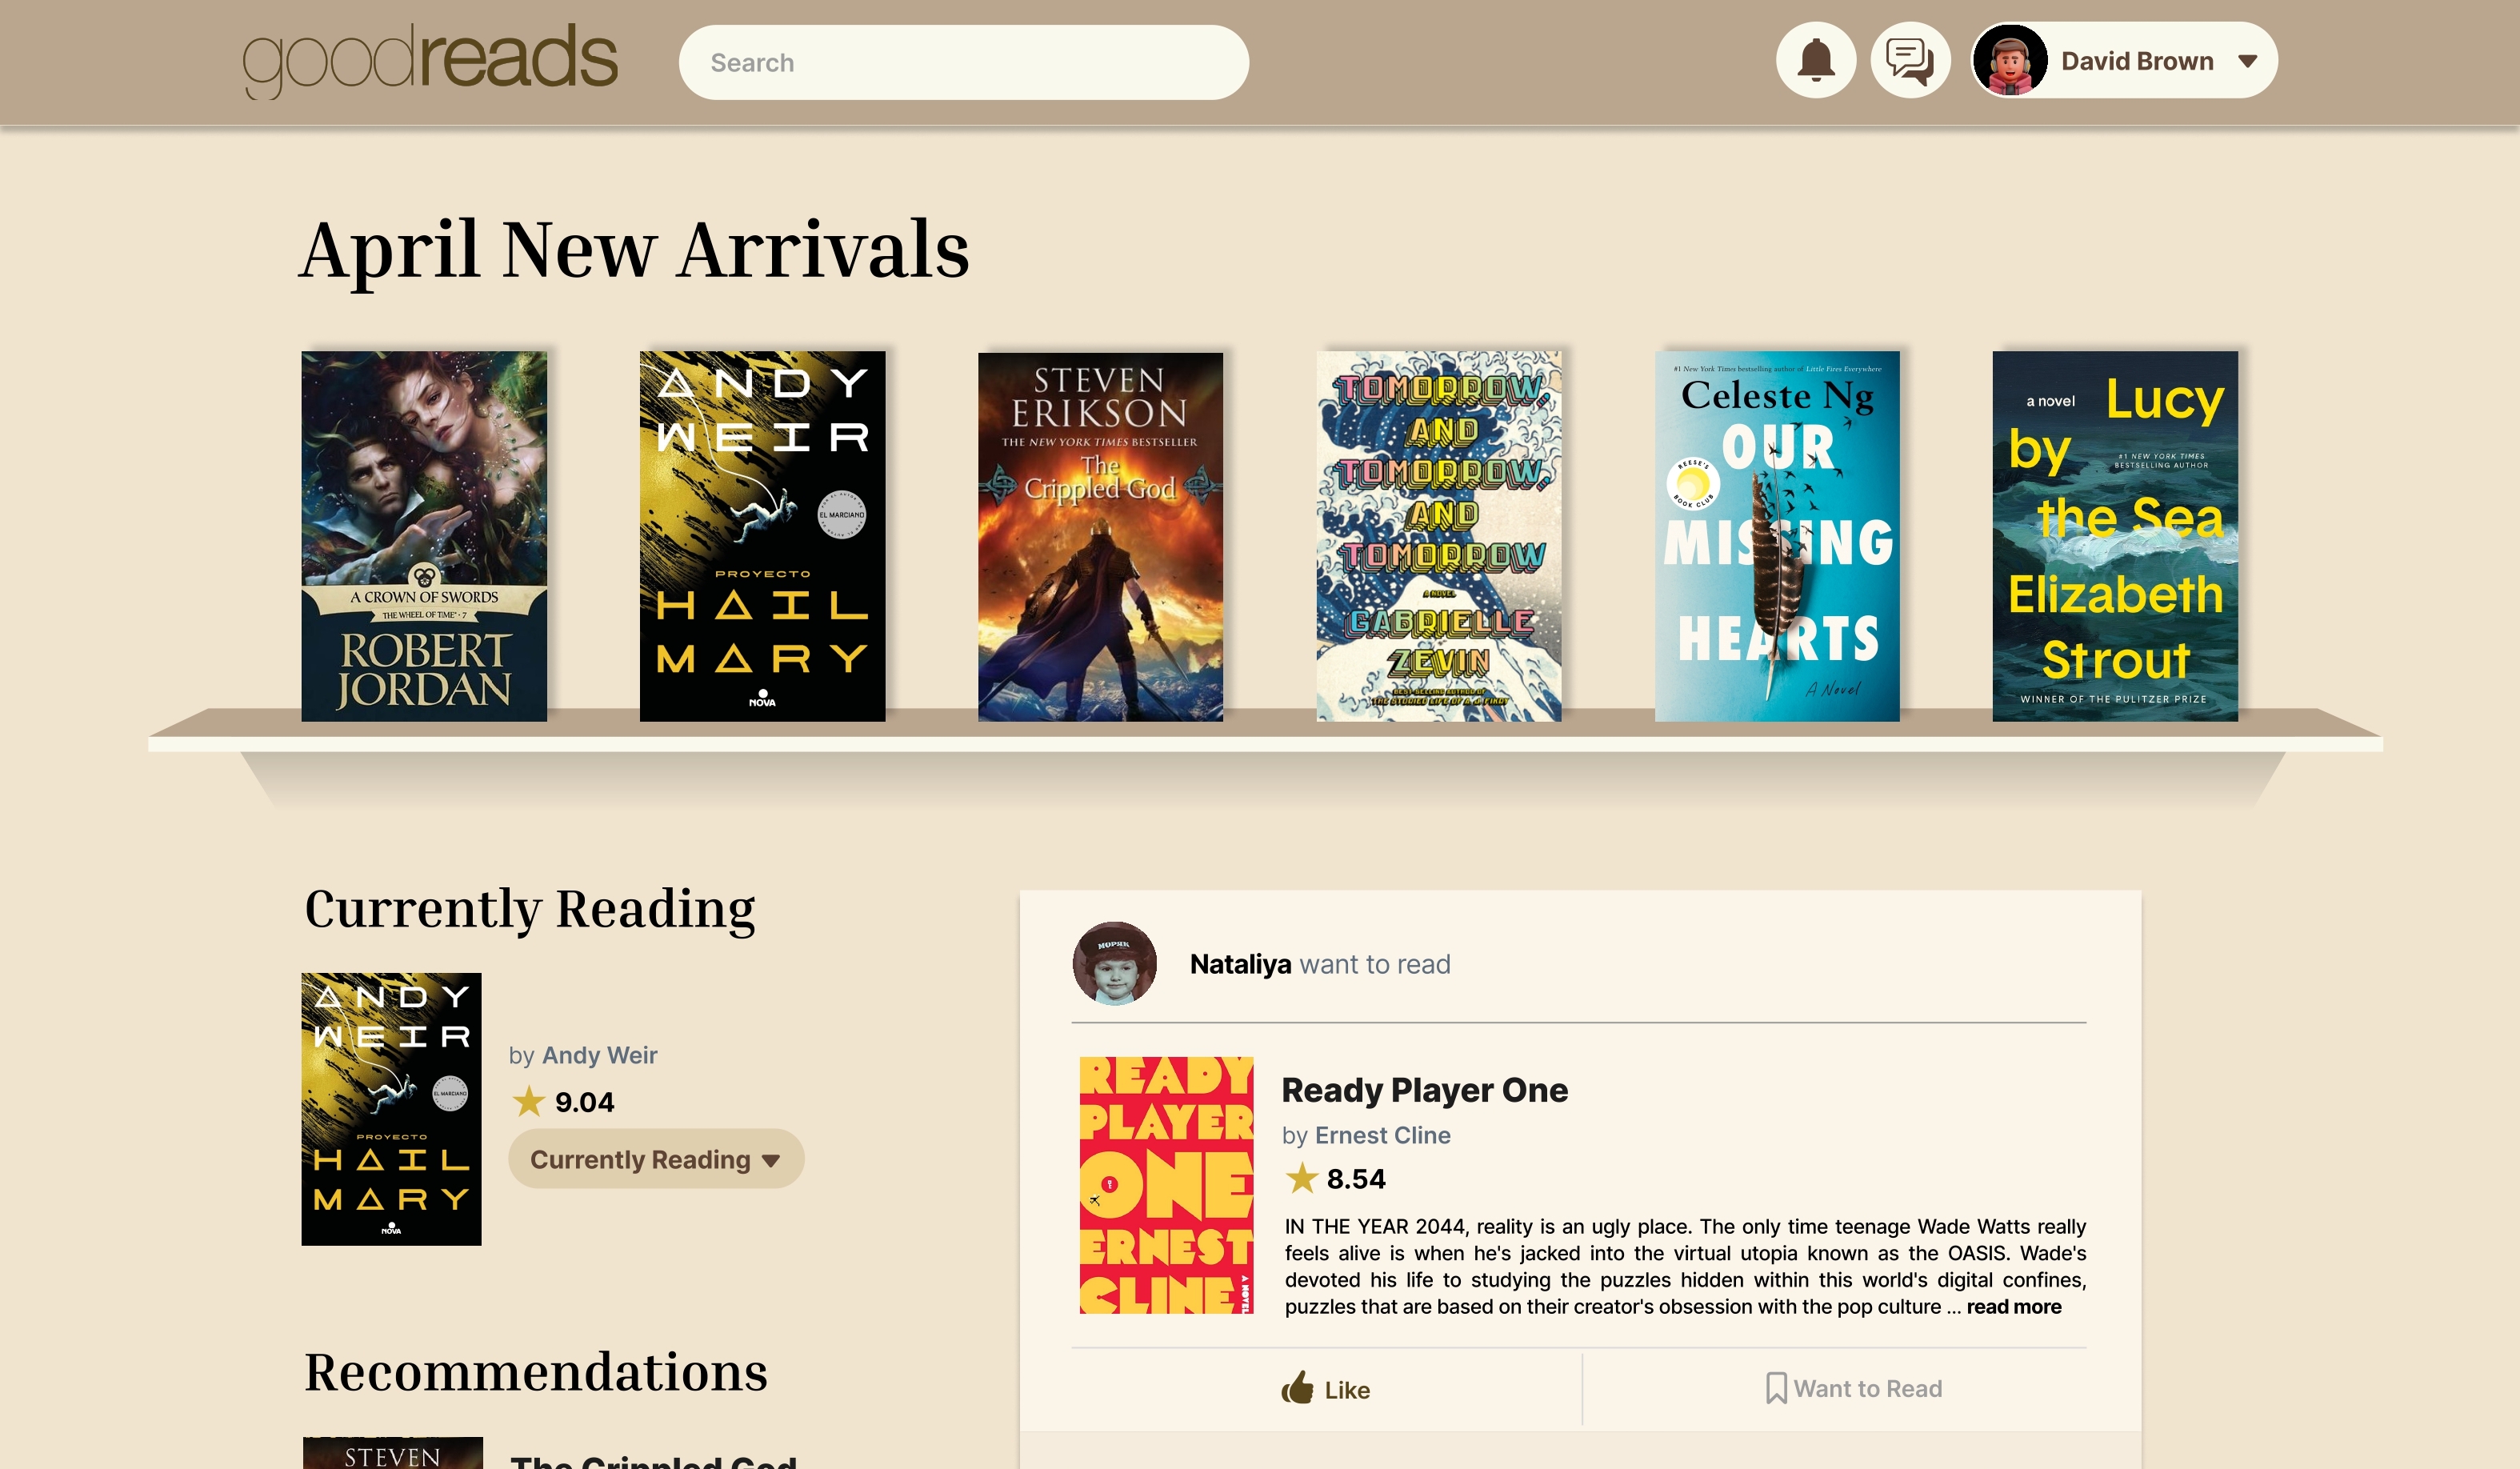 goodreads
Search
David Brown
April New Arrivals
A CROWN OF SWORDS
THE WHEEL OF TIME • 7
ROBERT
JORDAN
ANDY
WEIR
EL MARCIANO
PROYECTO
HAIL
MARY
NOVA
STEVEN
ERIKSON
THE NEW YORK TIMES BESTSELLER
The
Crippled God
TOMORROW,
AND
TOMORROW,
AND
TOMORROW
A NOVEL
GABRIELLE
ZEVIN
BEST-SELLING AUTHOR OF
THE STORIED LIFE OF A. J. FIKRY
#1 New York Times bestselling author of Little Fires Everywhere
Celeste Ng
OUR
REESE'S
BOOK CLUB
MISSING
HEARTS
A Novel
a novel
Lucy
by
#1 NEW YORK TIMES
BESTSELLING AUTHOR
the Sea
Elizabeth
Strout
WINNER OF THE PULITZER PRIZE
Currently Reading
ANDY
WEIR
EL MARCIANO
PROYECTO
HAIL
MARY
NOVA
by Andy Weir
9.04
Currently Reading
Recommendations
STEVEN
The Crippled God
МОРЯК
Nataliya want to read
READY
PLAYER
ONE
ERNEST
CLINE
A NOVEL
Ready Player One
by Ernest Cline
8.54
IN THE YEAR 2044, reality is an ugly place. The only time teenage Wade Watts really
feels alive is when he's jacked into the virtual utopia known as the OASIS. Wade's
devoted his life to studying the puzzles hidden within this world's digital confines,
puzzles that are based on their creator's obsession with the pop culture ... read more
Like
Want to Read